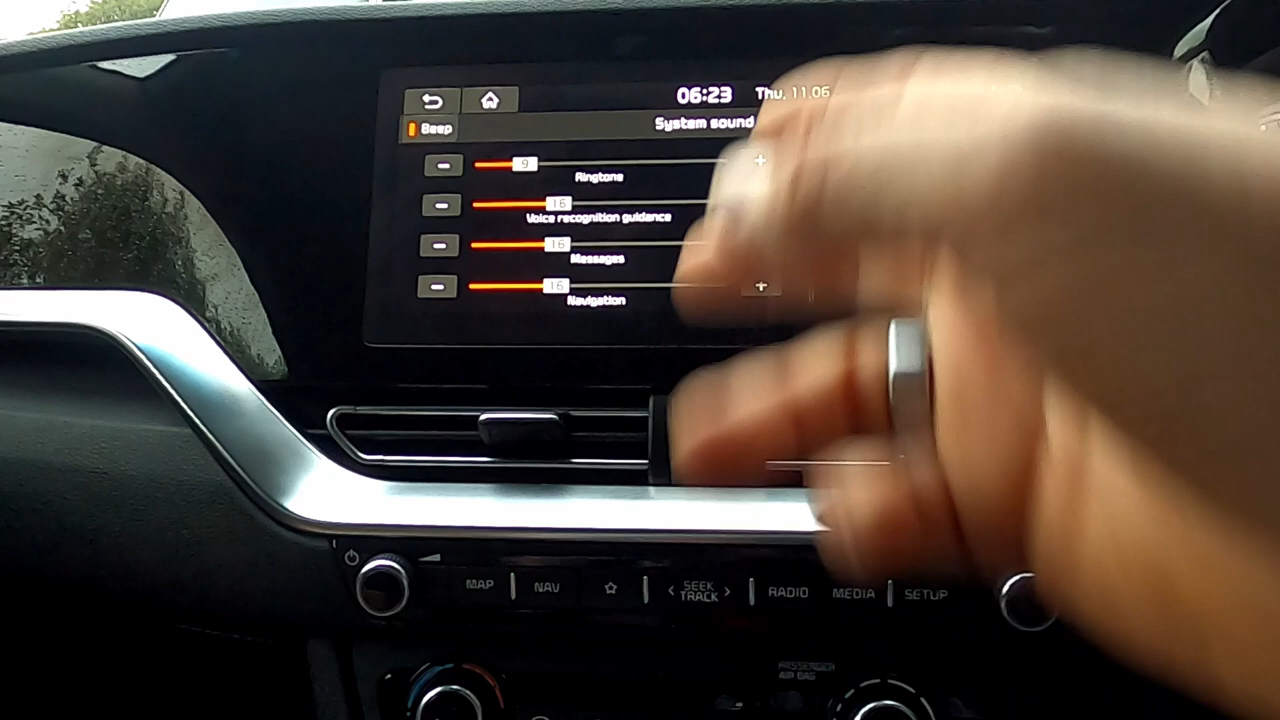 06:23 Thu, 11.06
Beep System sound
- 9 +
Ringtone
- 16
Voice recognition guidance
- 16
Messages
- 16 +
Navigation
MAP NAV SEEK TRACK RADIO MEDIA SETUP
PASSENGER
AIR BAG